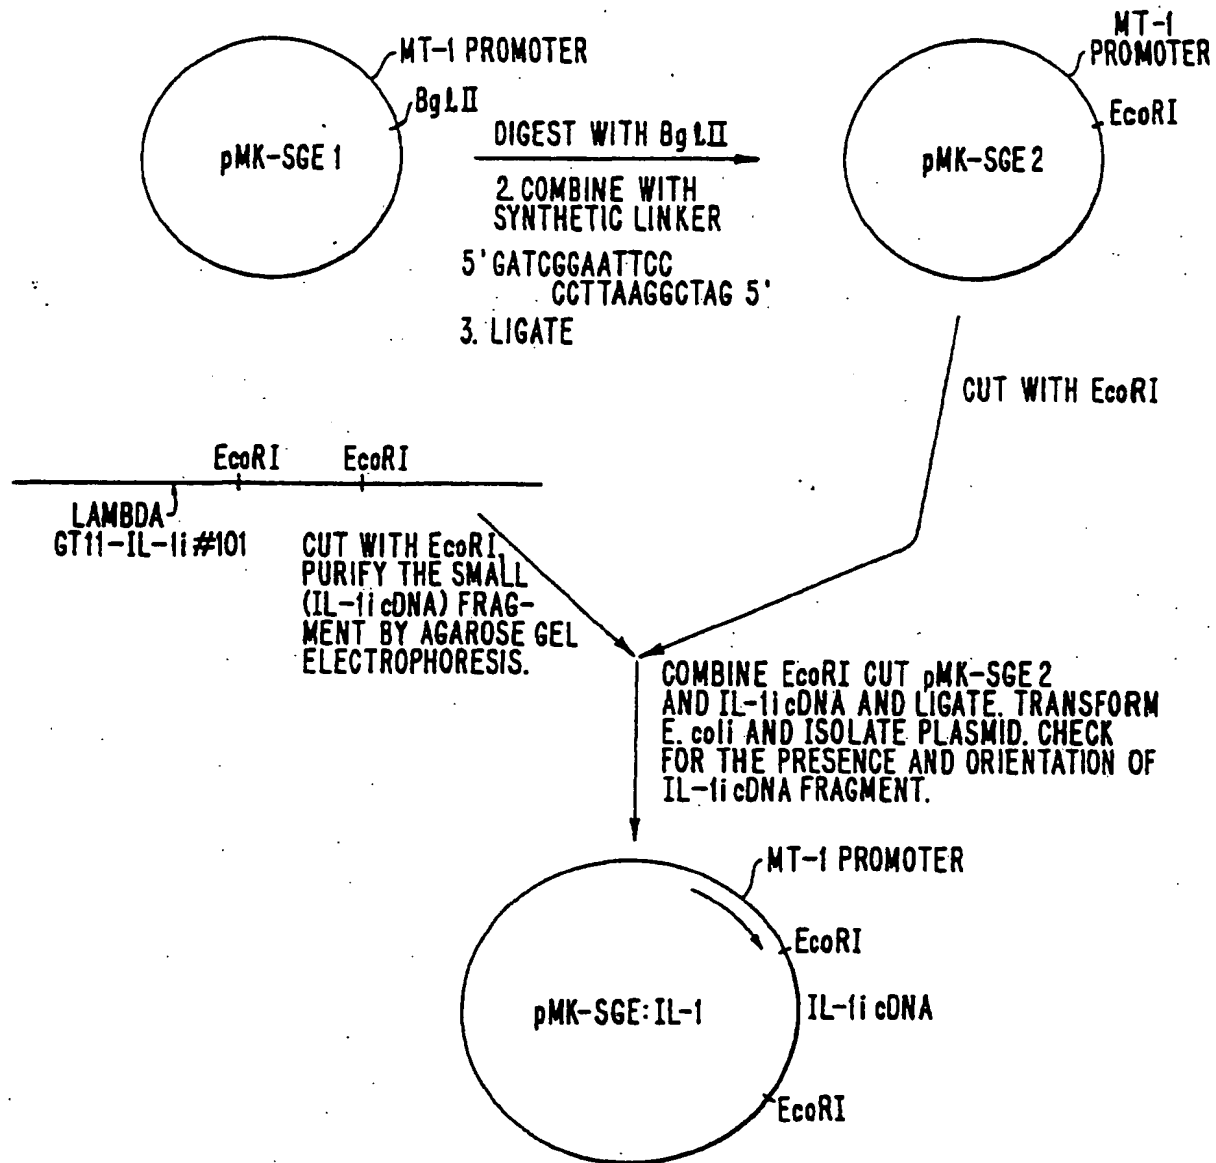 MT-1 PROMOTER
BglII
pMK-SGE 1
DIGEST WITH BglII
2. COMBINE WITH
SYNTHETIC LINKER
5' GATCGGAATTCC
CCTTAAGGCTAG 5'
3. LIGATE
MT-1
PROMOTER
EcoRI
pMK-SGE 2
CUT WITH EcoRI
EcoRI EcoRI
LAMBDA
GT11-IL-1i#101
CUT WITH EcoRI,
PURIFY THE SMALL
(IL-1i cDNA) FRAG-
MENT BY AGAROSE GEL
ELECTROPHORESIS.
COMBINE EcoRI CUT pMK-SGE 2
AND IL-1i cDNA AND LIGATE. TRANSFORM
E. coli AND ISOLATE PLASMID. CHECK
FOR THE PRESENCE AND ORIENTATION OF
IL-1i cDNA FRAGMENT.
MT-1 PROMOTER
EcoRI
pMK-SGE: IL-1
IL-1i cDNA
EcoRI